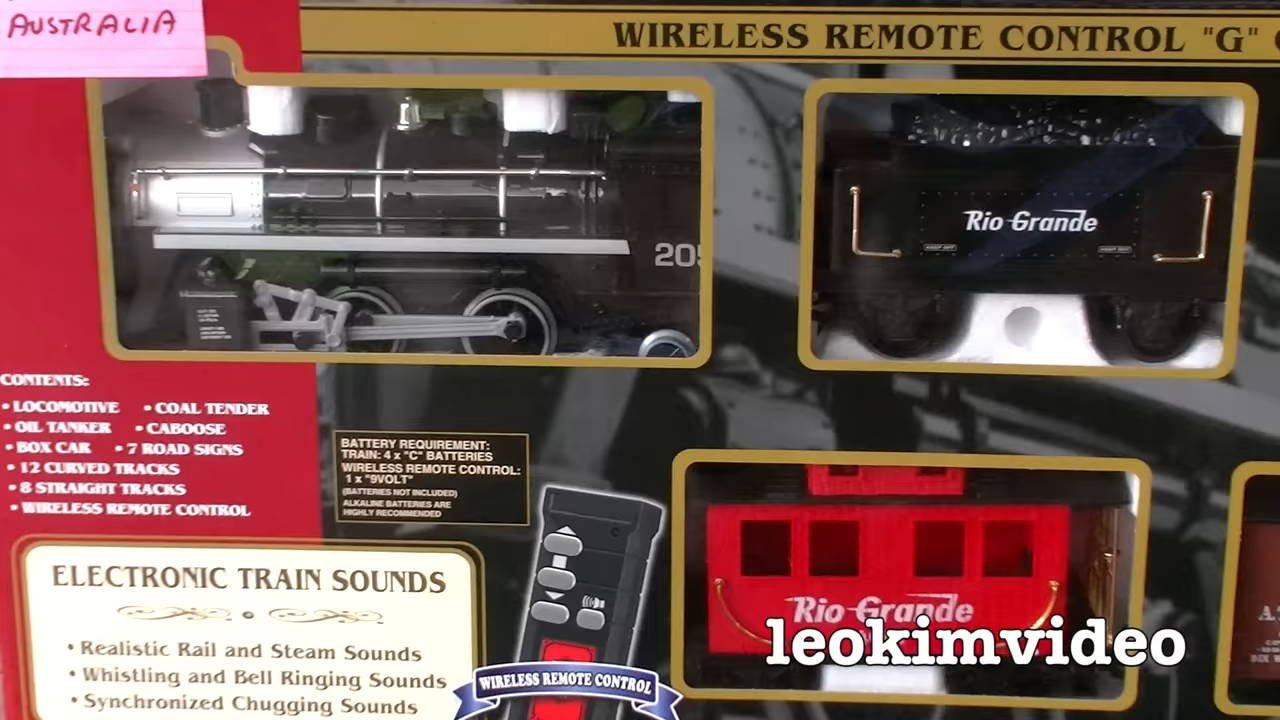 AUSTRALIA
WIRELESS REMOTE CONTROL "G"
205
Rio Grande
CONTENTS:
• LOCOMOTIVE • COAL TENDER
• OIL TANKER • CABOOSE
• BOX CAR • 7 ROAD SIGNS
• 12 CURVED TRACKS
• 8 STRAIGHT TRACKS
• WIRELESS REMOTE CONTROL
BATTERY REQUIREMENT:
TRAIN: 4 x "C" BATTERIES
WIRELESS REMOTE CONTROL:
1 x "9VOLT"
(BATTERIES NOT INCLUDED)
ALKALINE BATTERIES ARE
HIGHLY RECOMMENDED
ELECTRONIC TRAIN SOUNDS
• Realistic Rail and Steam Sounds
• Whistling and Bell Ringing Sounds
• Synchronized Chugging Sounds
WIRELESS REMOTE CONTROL
Rio Grande
leokimvideo